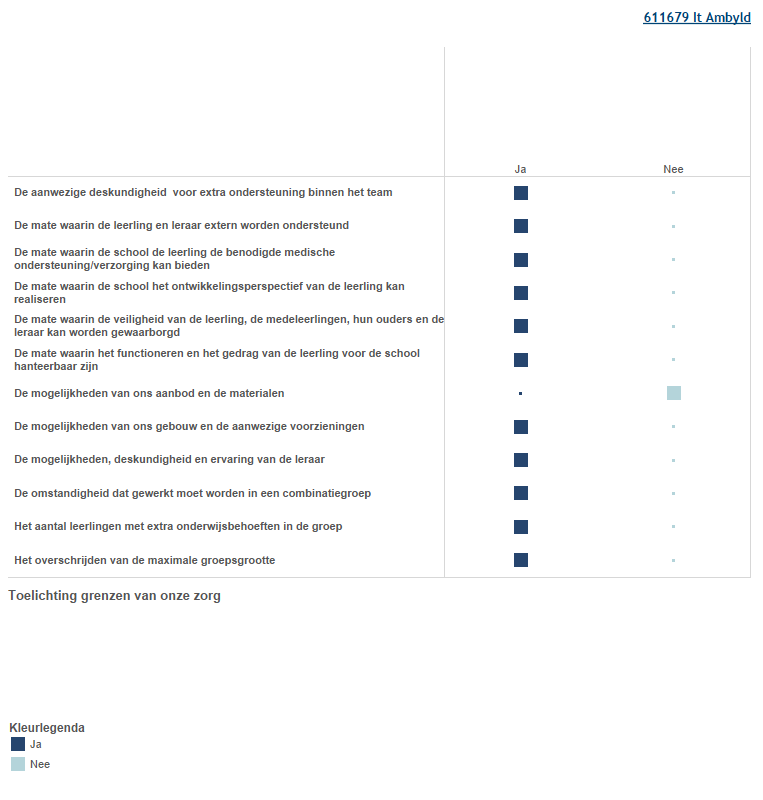 611679 It Ambyld
Ja Nee
De aanwezige deskundigheid  voor extra ondersteuning binnen het team
De mate waarin de leerling en leraar extern worden ondersteund
De mate waarin de school de leerling de benodigde medische
ondersteuning/verzorging kan bieden
De mate waarin de school het ontwikkelingsperspectief van de leerling kan
realiseren
De mate waarin de veiligheid van de leerling, de medeleerlingen, hun ouders en de
leraar kan worden gewaarborgd
De mate waarin het functioneren en het gedrag van de leerling voor de school
hanteerbaar zijn
De mogelijkheden van ons aanbod en de materialen
De mogelijkheden van ons gebouw en de aanwezige voorzieningen
De mogelijkheden, deskundigheid en ervaring van de leraar
De omstandigheid dat gewerkt moet worden in een combinatiegroep
Het aantal leerlingen met extra onderwijsbehoeften in de groep
Het overschrijden van de maximale groepsgrootte
Toelichting grenzen van onze zorg
Kleurlegenda
Ja
Nee